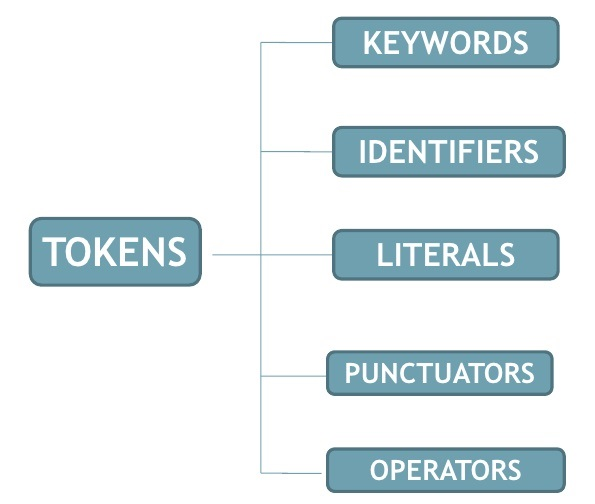 KEYWORDS
IDENTIFIERS
TOKENS
LITERALS
PUNCTUATORS
OPERATORS